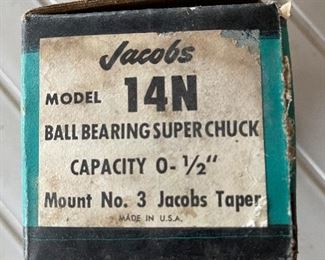 Jacobs
MODEL 14N
BALL BEARING SUPER CHUCK
CAPACITY 0-1/2"
Mount No. 3 Jacobs Taper
MADE IN U.S.A.